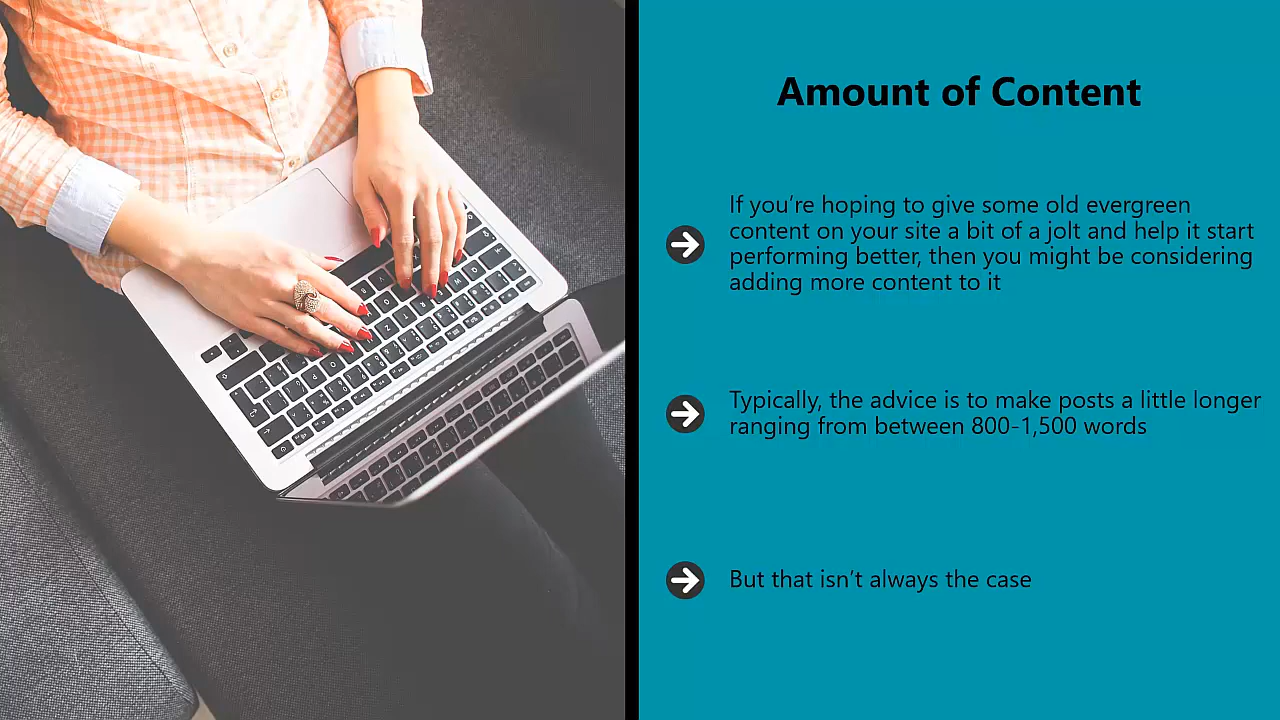 Amount of Content
If you're hoping to give some old evergreen
content on your site a bit of a jolt and help it start
performing better, then you might be considering
adding more content to it
Typically, the advice is to make posts a little longer
ranging from between 800-1,500 words
But that isn't always the case